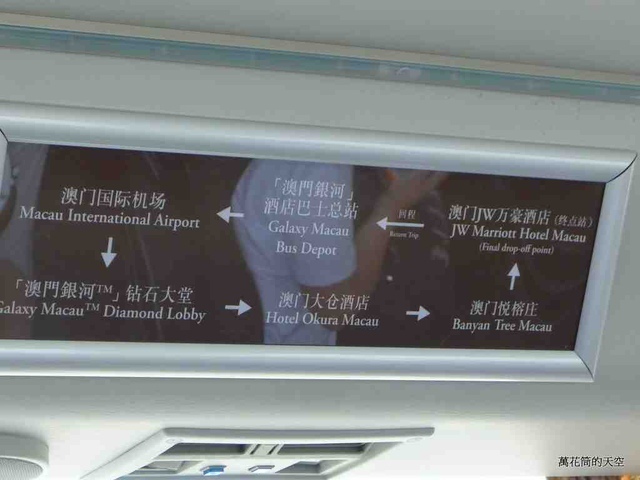 澳门国际机场
Macau International Airport
「澳門銀河」
酒店巴士总站
Galaxy Macau
Bus Depot
回程
Return Trip
澳门JW万豪酒店(终点站)
JW Marriott Hotel Macau
(Final drop-off point)
「澳門銀河™」钻石大堂
Galaxy Macau™ Diamond Lobby
澳门大仓酒店
Hotel Okura Macau
澳门悦榕庄
Banyan Tree Macau
萬花筒的天空